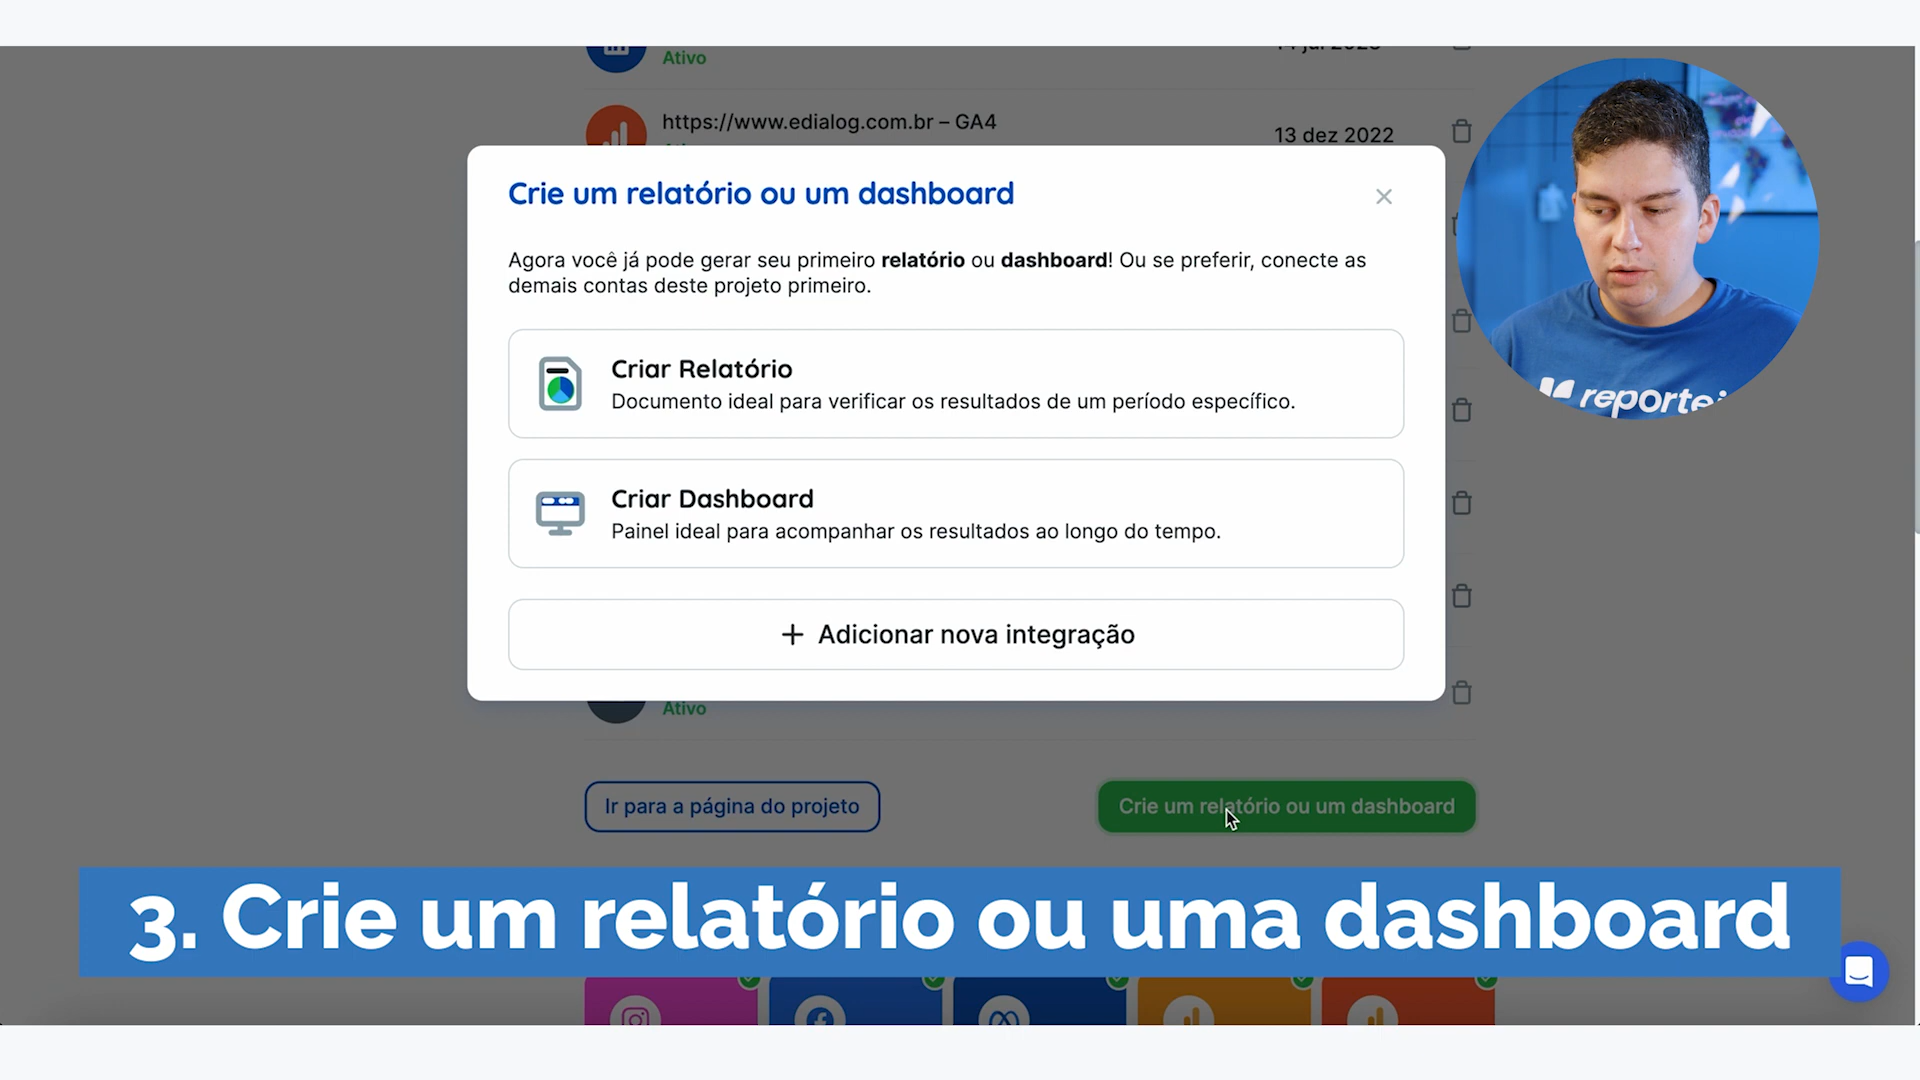 Ativo
https://www.edialog.com.br – GA4
13 dez 2022
Crie um relatório ou um dashboard
Agora você já pode gerar seu primeiro relatório ou dashboard! Ou se preferir, conecte as
demais contas deste projeto primeiro.
Criar Relatório
Documento ideal para verificar os resultados de um período específico.
Criar Dashboard
Painel ideal para acompanhar os resultados ao longo do tempo.
+ Adicionar nova integração
reportei
Ativo
Ir para a página do projeto
Crie um relatório ou um dashboard
3. Crie um relatório ou uma dashboard